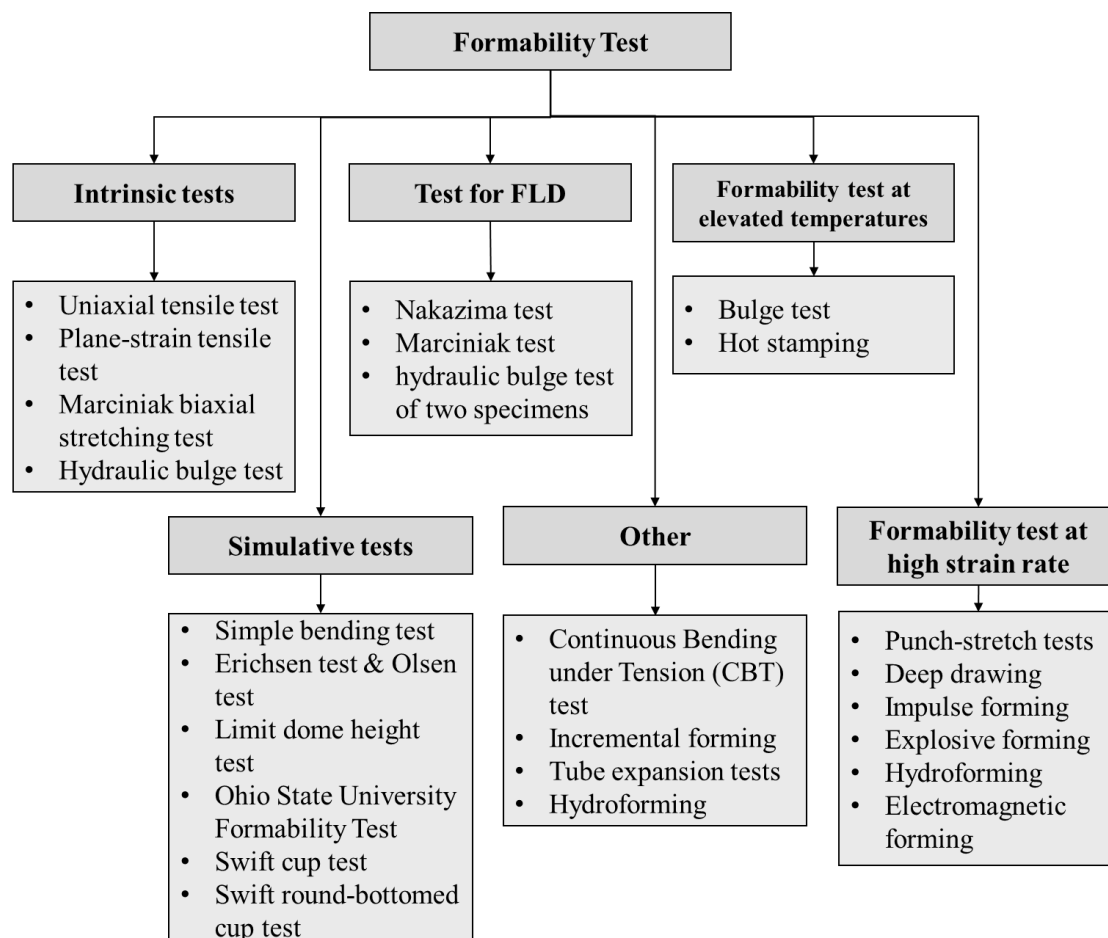 Formability Test
Intrinsic tests
• Uniaxial tensile test
• Plane-strain tensile
test
• Marciniak biaxial
stretching test
• Hydraulic bulge test
Test for FLD
• Nakazima test
• Marciniak test
• hydraulic bulge test
of two specimens
Formability test at
elevated temperatures
• Bulge test
• Hot stamping
Simulative tests
• Simple bending test
• Erichsen test & Olsen
test
• Limit dome height
test
• Ohio State University
Formability Test
• Swift cup test
• Swift round-bottomed
cup test
Other
• Continuous Bending
under Tension (CBT)
test
• Incremental forming
• Tube expansion tests
• Hydroforming
Formability test at
high strain rate
• Punch-stretch tests
• Deep drawing
• Impulse forming
• Explosive forming
• Hydroforming
• Electromagnetic
forming